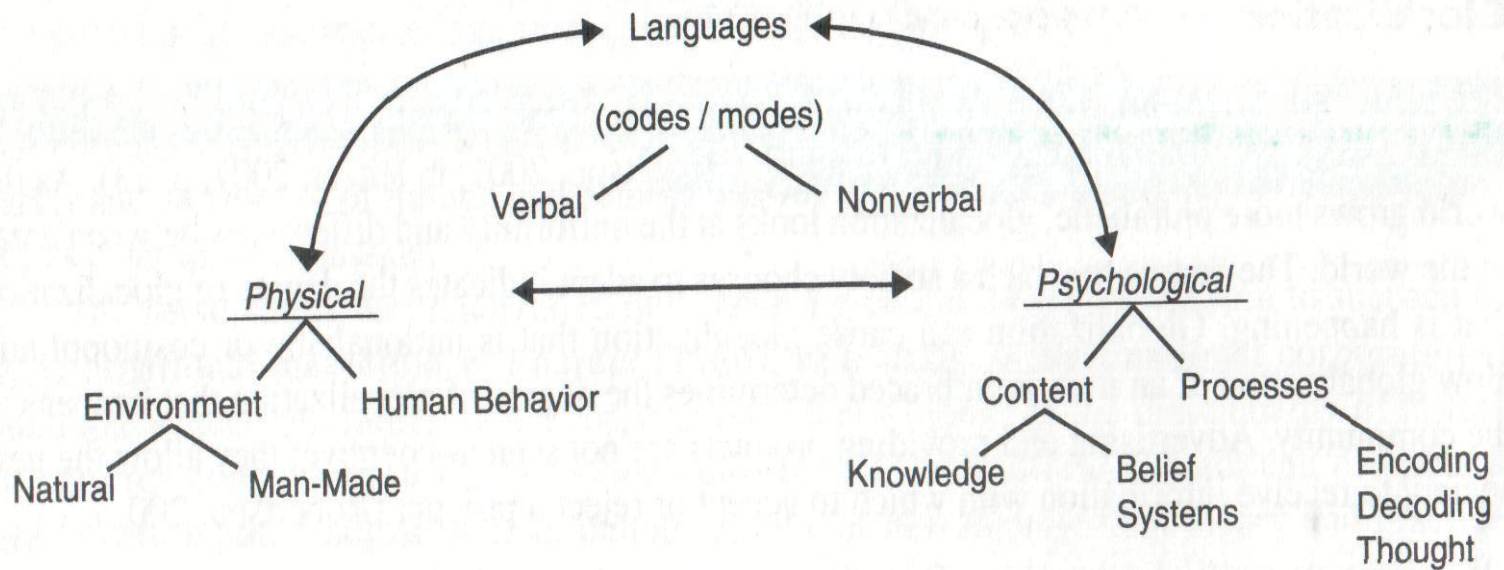 Languages
(codes / modes)
Verbal
Nonverbal
Physical
Psychological
Environment
Human Behavior
Content
Processes
Natural
Man-Made
Knowledge
Belief
Systems
Encoding
Decoding
Thought